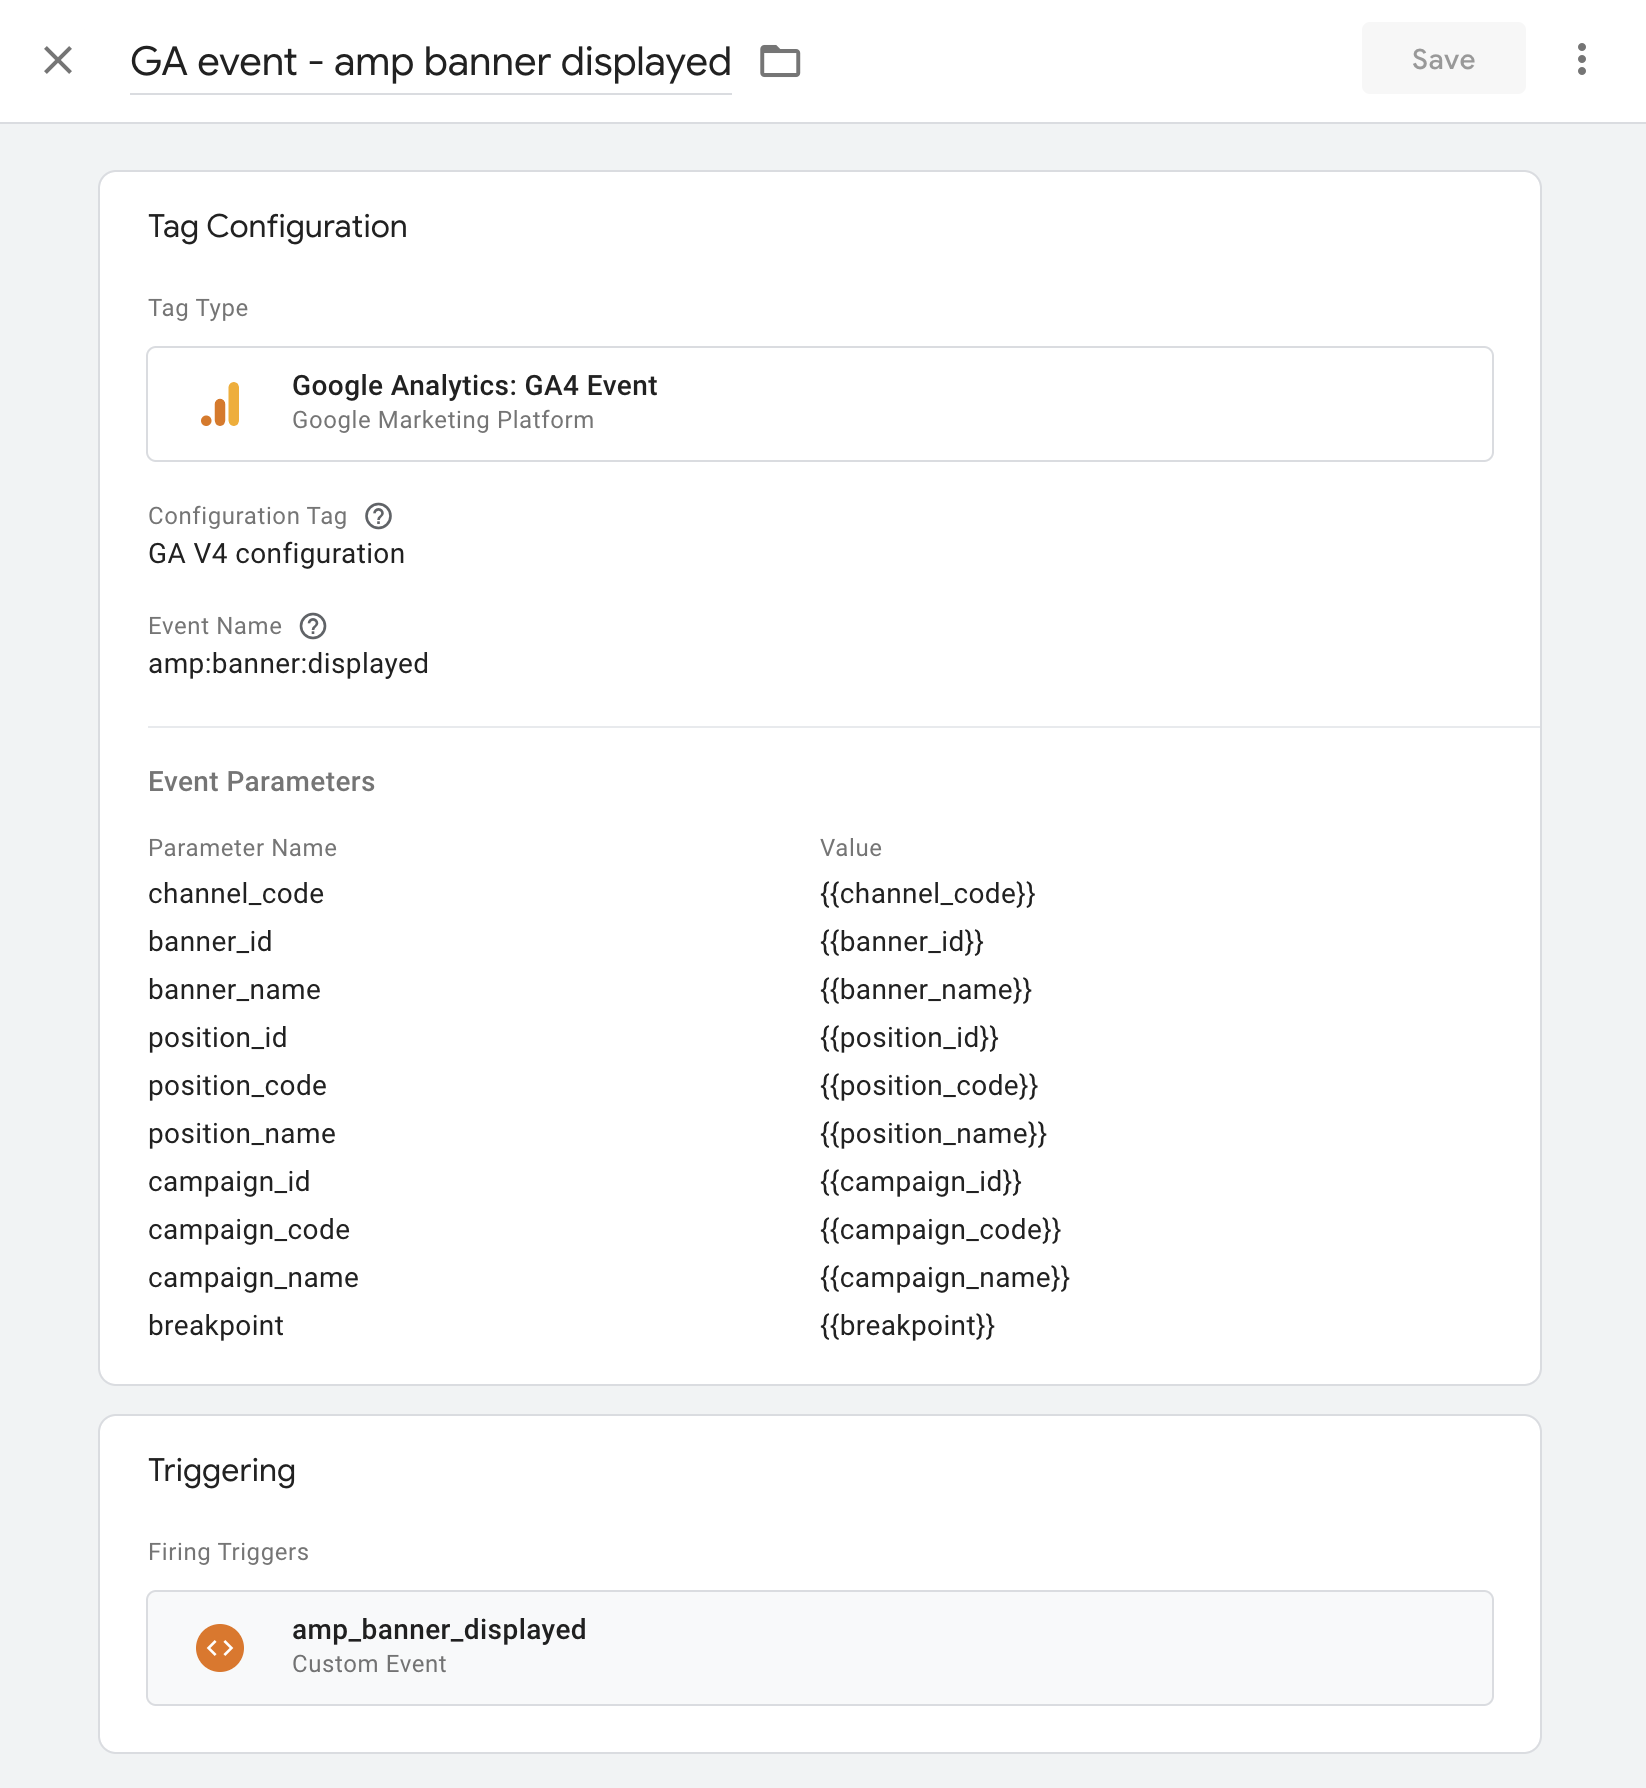 GA event - amp banner displayed
Save
Tag Configuration
Tag Type
Google Analytics: GA4 Event
Google Marketing Platform
Configuration Tag
GA V4 configuration
Event Name
amp:banner:displayed
Event Parameters
Parameter Name Value
channel_code {{channel_code}}
banner_id {{banner_id}}
banner_name {{banner_name}}
position_id {{position_id}}
position_code {{position_code}}
position_name {{position_name}}
campaign_id {{campaign_id}}
campaign_code {{campaign_code}}
campaign_name {{campaign_name}}
breakpoint {{breakpoint}}
Triggering
Firing Triggers
amp_banner_displayed
Custom Event